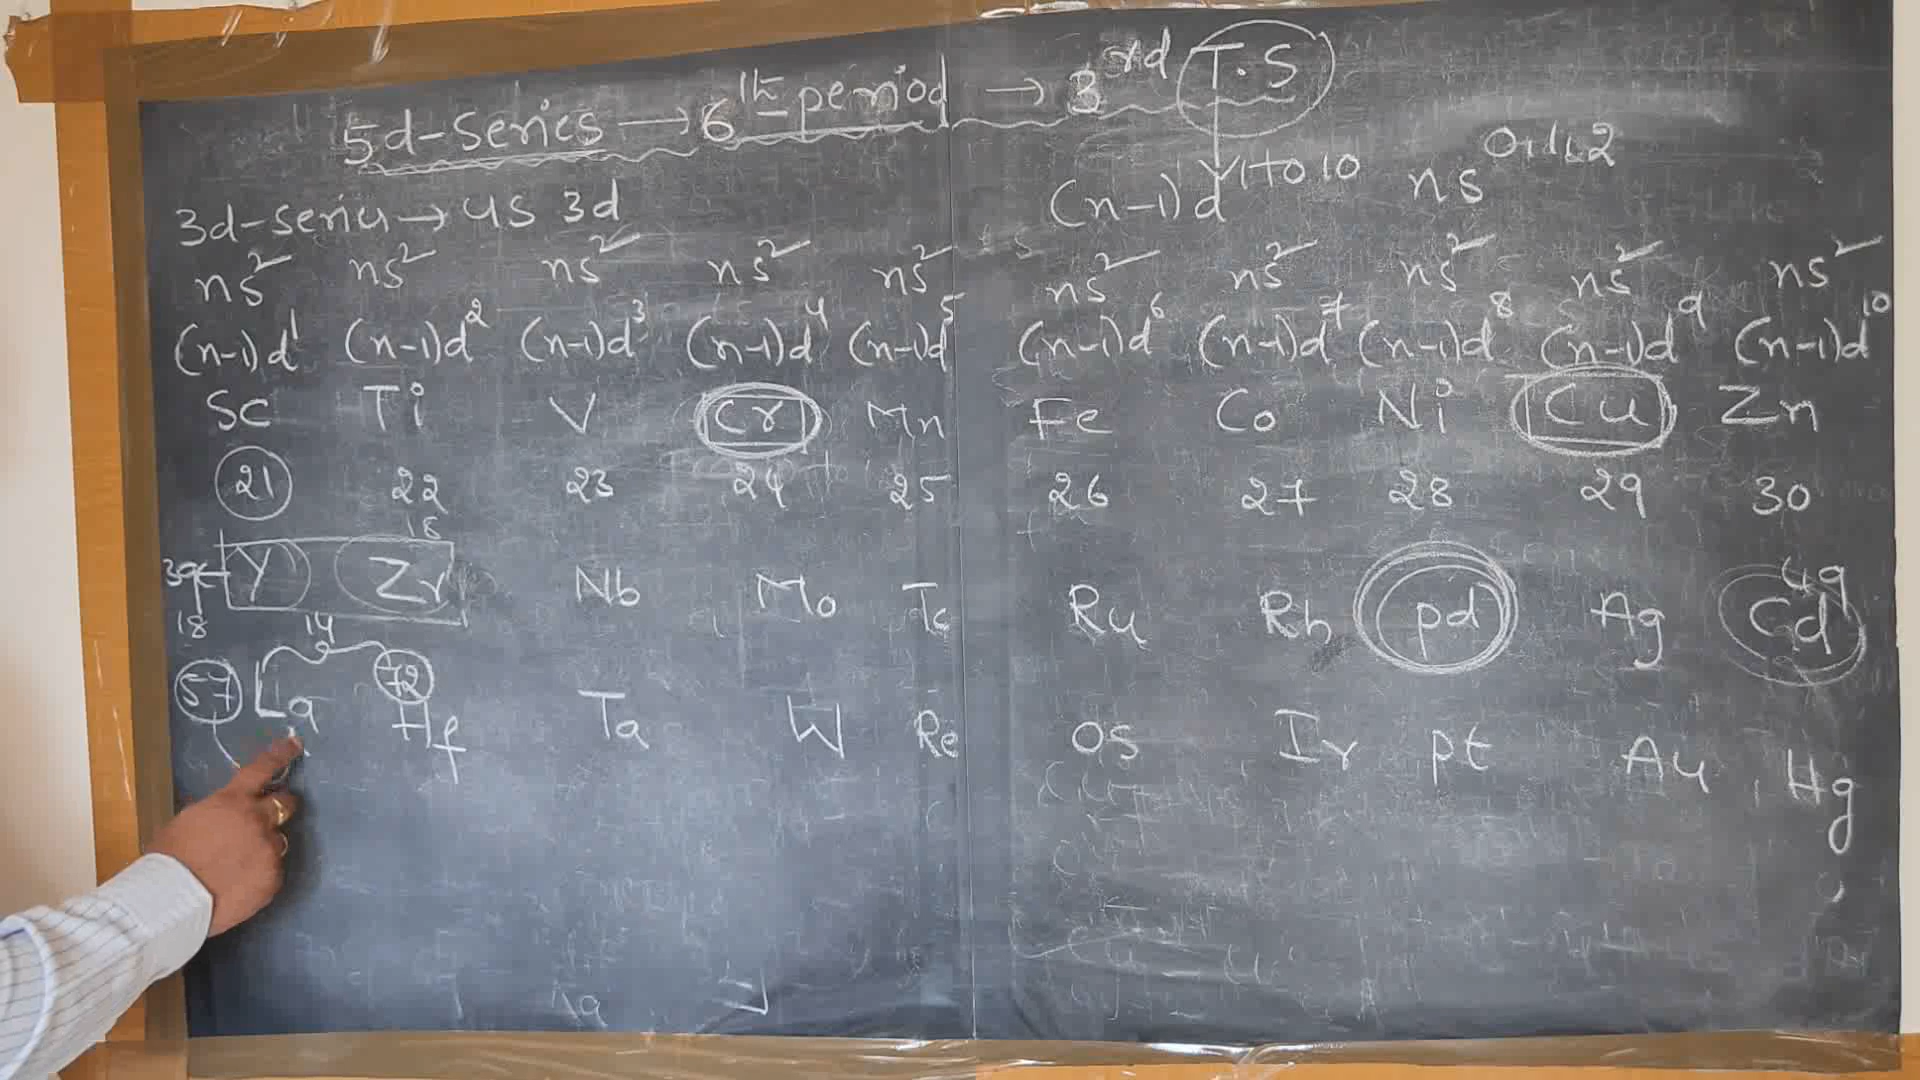 5d-Series → 6th period → 3rd T.S
3d-series → 4s 3d (n-1)d 1 to 10 ns 0,1,2
ns² ns² ns² ns² ns² ns² ns² ns² ns² ns²
(n-1)d¹ (n-1)d² (n-1)d³ (n-1)d⁴ (n-1)d⁵ (n-1)d⁶ (n-1)d⁷ (n-1)d⁸ (n-1)d⁹ (n-1)d¹⁰
Sc Ti V Cr Mn Fe Co Ni Cu Zn
21 22 23 24 25 26 27 28 29 30
18
39 Y Zr Nb Mo Tc Ru Rh pd Ag Cd 49
18 14
57 La 72 Hf Ta W Re Os Ir pt Au Hg